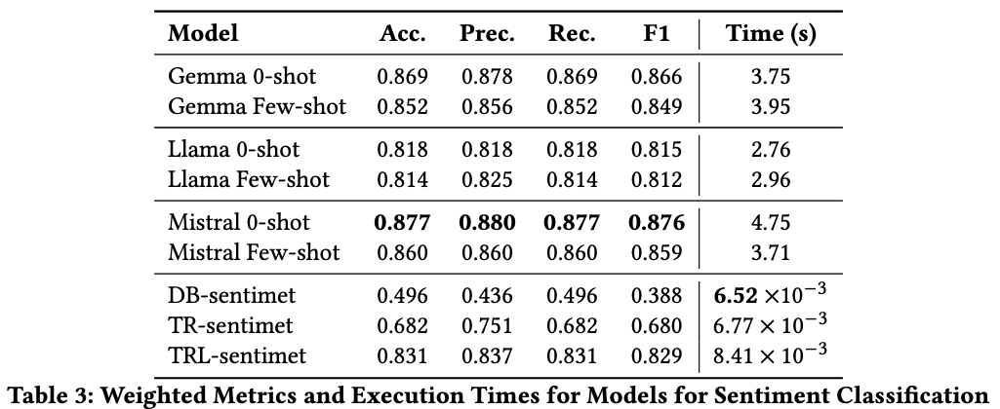 Model Acc. Prec. Rec. F1 Time (s)
Gemma 0-shot 0.869 0.878 0.869 0.866 3.75
Gemma Few-shot 0.852 0.856 0.852 0.849 3.95
Llama 0-shot 0.818 0.818 0.818 0.815 2.76
Llama Few-shot 0.814 0.825 0.814 0.812 2.96
Mistral 0-shot 0.877 0.880 0.877 0.876 4.75
Mistral Few-shot 0.860 0.860 0.860 0.859 3.71
DB-sentimet 0.496 0.436 0.496 0.388 6.52 ×10⁻³
TR-sentimet 0.682 0.751 0.682 0.680 6.77 × 10⁻³
TRL-sentimet 0.831 0.837 0.831 0.829 8.41 × 10⁻³
Table 3: Weighted Metrics and Execution Times for Models for Sentiment Classification